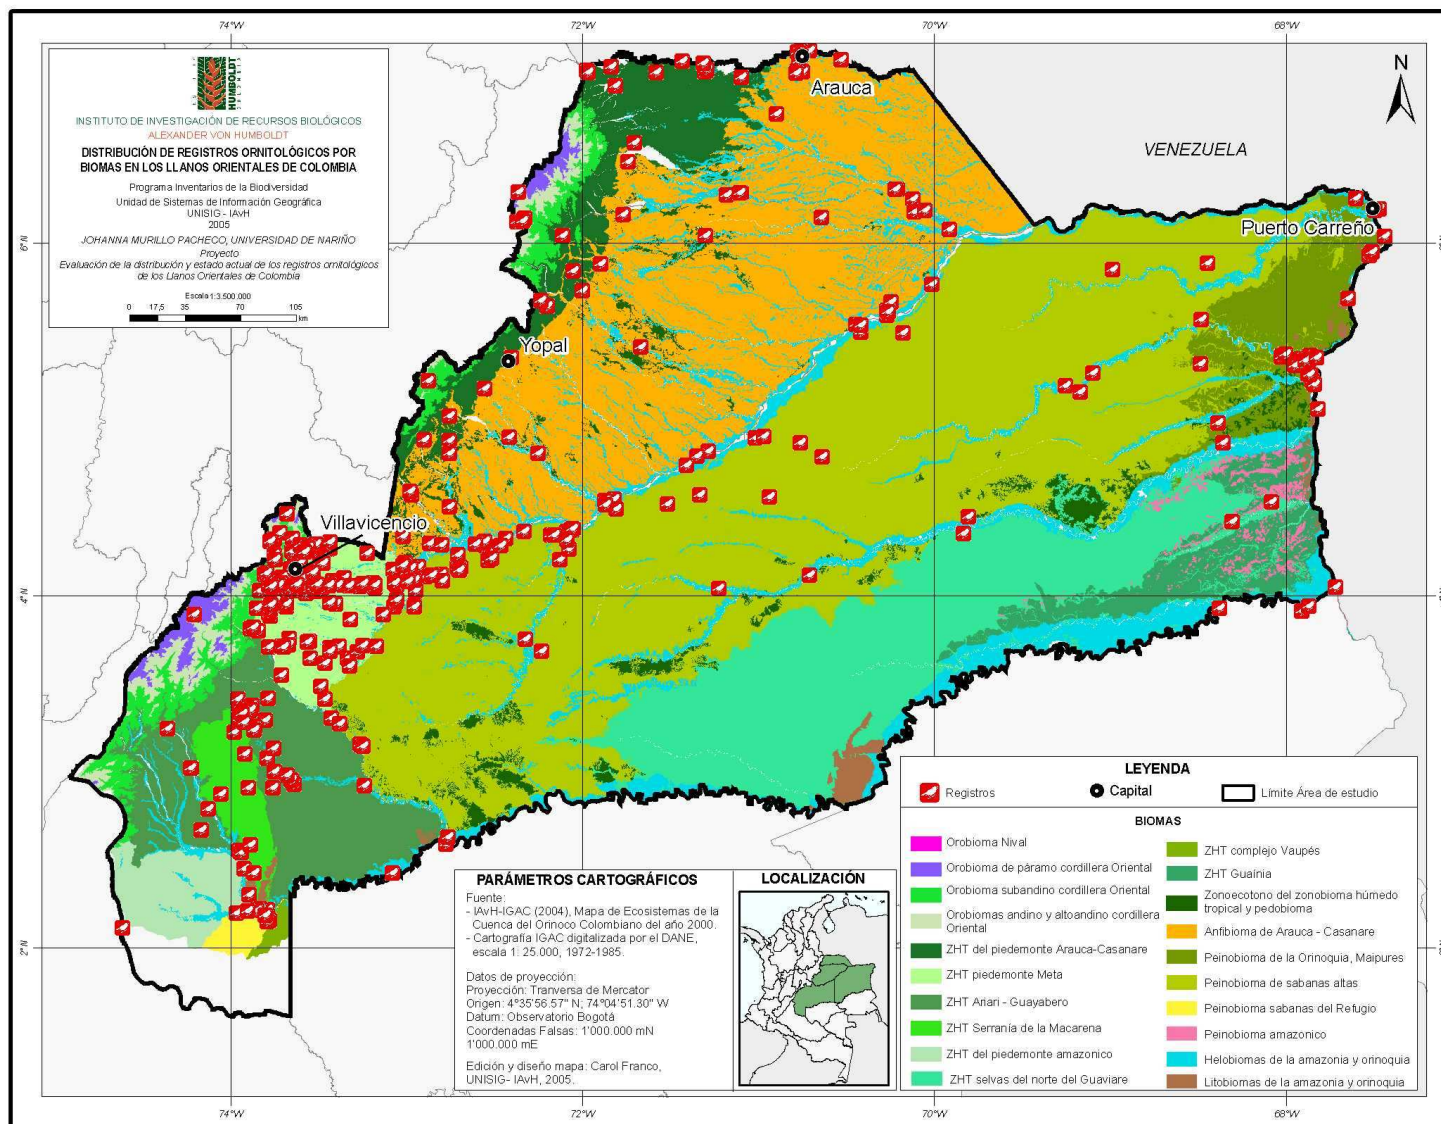 74°W
72°W
70°W
68°W
HUMBOLDT
INSTITUTO DE INVESTIGACIÓN DE RECURSOS BIOLÓGICOS
ALEXANDER VON HUMBOLDT
DISTRIBUCIÓN DE REGISTROS ORNITOLÓGICOS POR
BIOMAS EN LOS LLANOS ORIENTALES DE COLOMBIA
Programa Inventarios de la Biodiversidad
Unidad de Sistemas de Información Geográfica
UNISIG - IAvH
2005
JOHANNA MURILLO PACHECO, UNIVERSIDAD DE NARIÑO
Proyecto
Evaluación de la distribución y estado actual de los registros ornitológicos
de los Llanos Orientales de Colombia
Escala 1:3.500.000
0 17,5 35 70 105
km
N
Arauca
VENEZUELA
Puerto Carreño
6°N
Yopal
Villavicencio
4°N
2°N
PARÁMETROS CARTOGRÁFICOS
Fuente:
- IAvH-IGAC (2004), Mapa de Ecosistemas de la
Cuenca del Orinoco Colombiano del año 2000.
- Cartografía IGAC digitalizada por el DANE,
escala 1: 25.000, 1972-1985.
Datos de proyección:
Proyección: Tranversa de Mercator
Origen: 4°35'56.57" N; 74°04'51.30" W
Datum: Observatorio Bogotá
Coordenadas Falsas: 1'000.000 mN
1'000.000 mE
Edición y diseño mapa: Carol Franco,
UNISIG- IAvH, 2005.
LOCALIZACIÓN
LEYENDA
Registros
Capital
Límite Área de estudio
BIOMAS
Orobioma Nival
Orobioma de páramo cordillera Oriental
Orobioma subandino cordillera Oriental
Orobiomas andino y altoandino cordillera
Oriental
ZHT del piedemonte Arauca-Casanare
ZHT piedemonte Meta
ZHT Ariari - Guayabero
ZHT Serranía de la Macarena
ZHT del piedemonte amazonico
ZHT selvas del norte del Guaviare
ZHT complejo Vaupés
ZHT Guainia
Zonoecotono del zonobioma húmedo
tropical y pedobioma
Anfibioma de Arauca - Casanare
Peinobioma de la Orinoquia, Maipures
Peinobioma de sabanas altas
Peinobioma sabanas del Refugio
Peinobioma amazonico
Helobiomas de la amazonia y orinoquia
Litobiomas de la amazonia y orinoquia
74°W
72°W
70°W
68°W